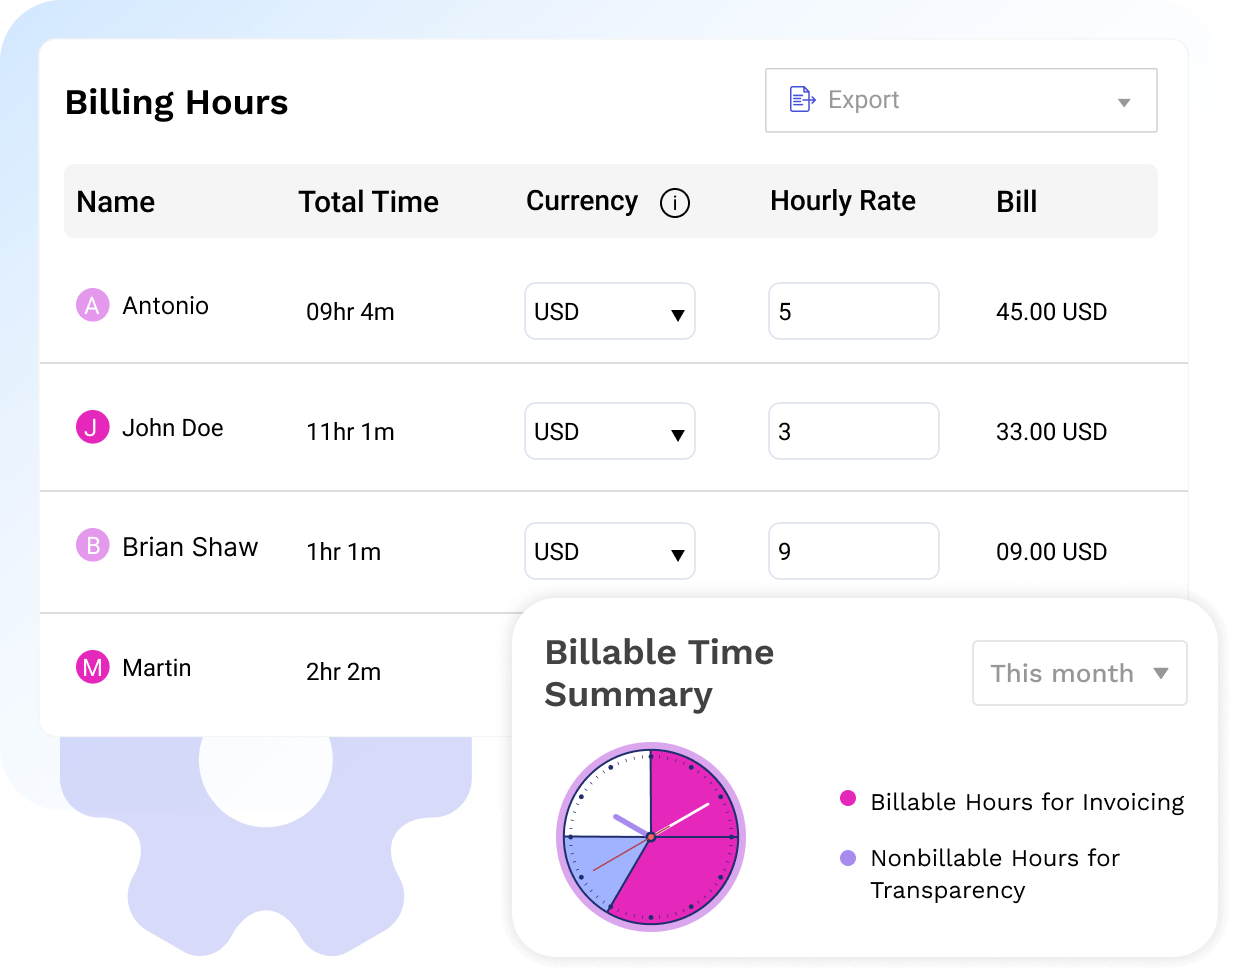 Billing Hours
Export
Name Total Time Currency i Hourly Rate Bill
A Antonio 09hr 4m USD 5 45.00 USD
J John Doe 11hr 1m USD 3 33.00 USD
B Brian Shaw 1hr 1m USD 9 09.00 USD
M Martin 2hr 2m
Billable Time
Summary
This month
Billable Hours for Invoicing
Nonbillable Hours for
Transparency